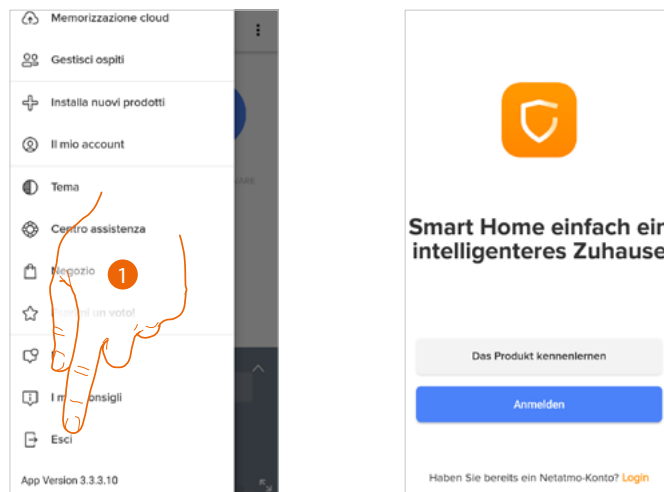 Memorizzazione cloud
Gestisci ospiti
Installa nuovi prodotti
Il mio account
Tema
Centro assistenza
Negozio
1
un voto!
I
Esci
App Version 3.3.3.10
Smart Home einfach ein
intelligenteres Zuhause
Das Produkt kennenlernen
Anmelden
Haben Sie bereits ein Netatmo-Konto? Login